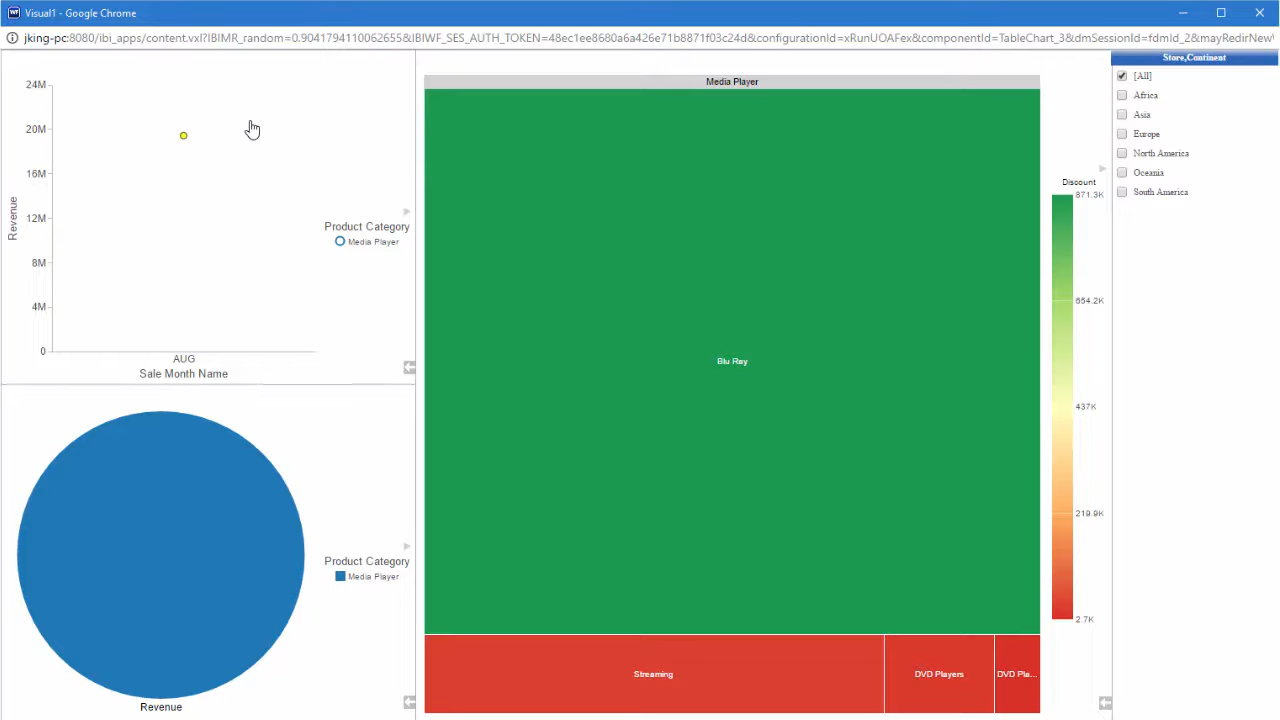 Visual1 - Google Chrome
jking-pc:8080/ibi_apps/content.vxl?IBIMR_random=0.9041794110062655&IBIWF_SES_AUTH_TOKEN=48ec1ee8680a6a426e71b8871f03c24d&configurationId=xRunUOAFex&componentId=TableChart_3&dmSessionId=fdmId_2&mayRedirNew
24M
20M
16M
12M
8M
4M
0
Revenue
AUG
Sale Month Name
Product Category
Media Player
Revenue
Product Category
Media Player
Media Player
Blu Ray
Streaming
DVD Players
DVD Pla...
Discount
871.3K
654.2K
437K
219.9K
2.7K
Store,Continent
[All]
Africa
Asia
Europe
North America
Oceania
South America